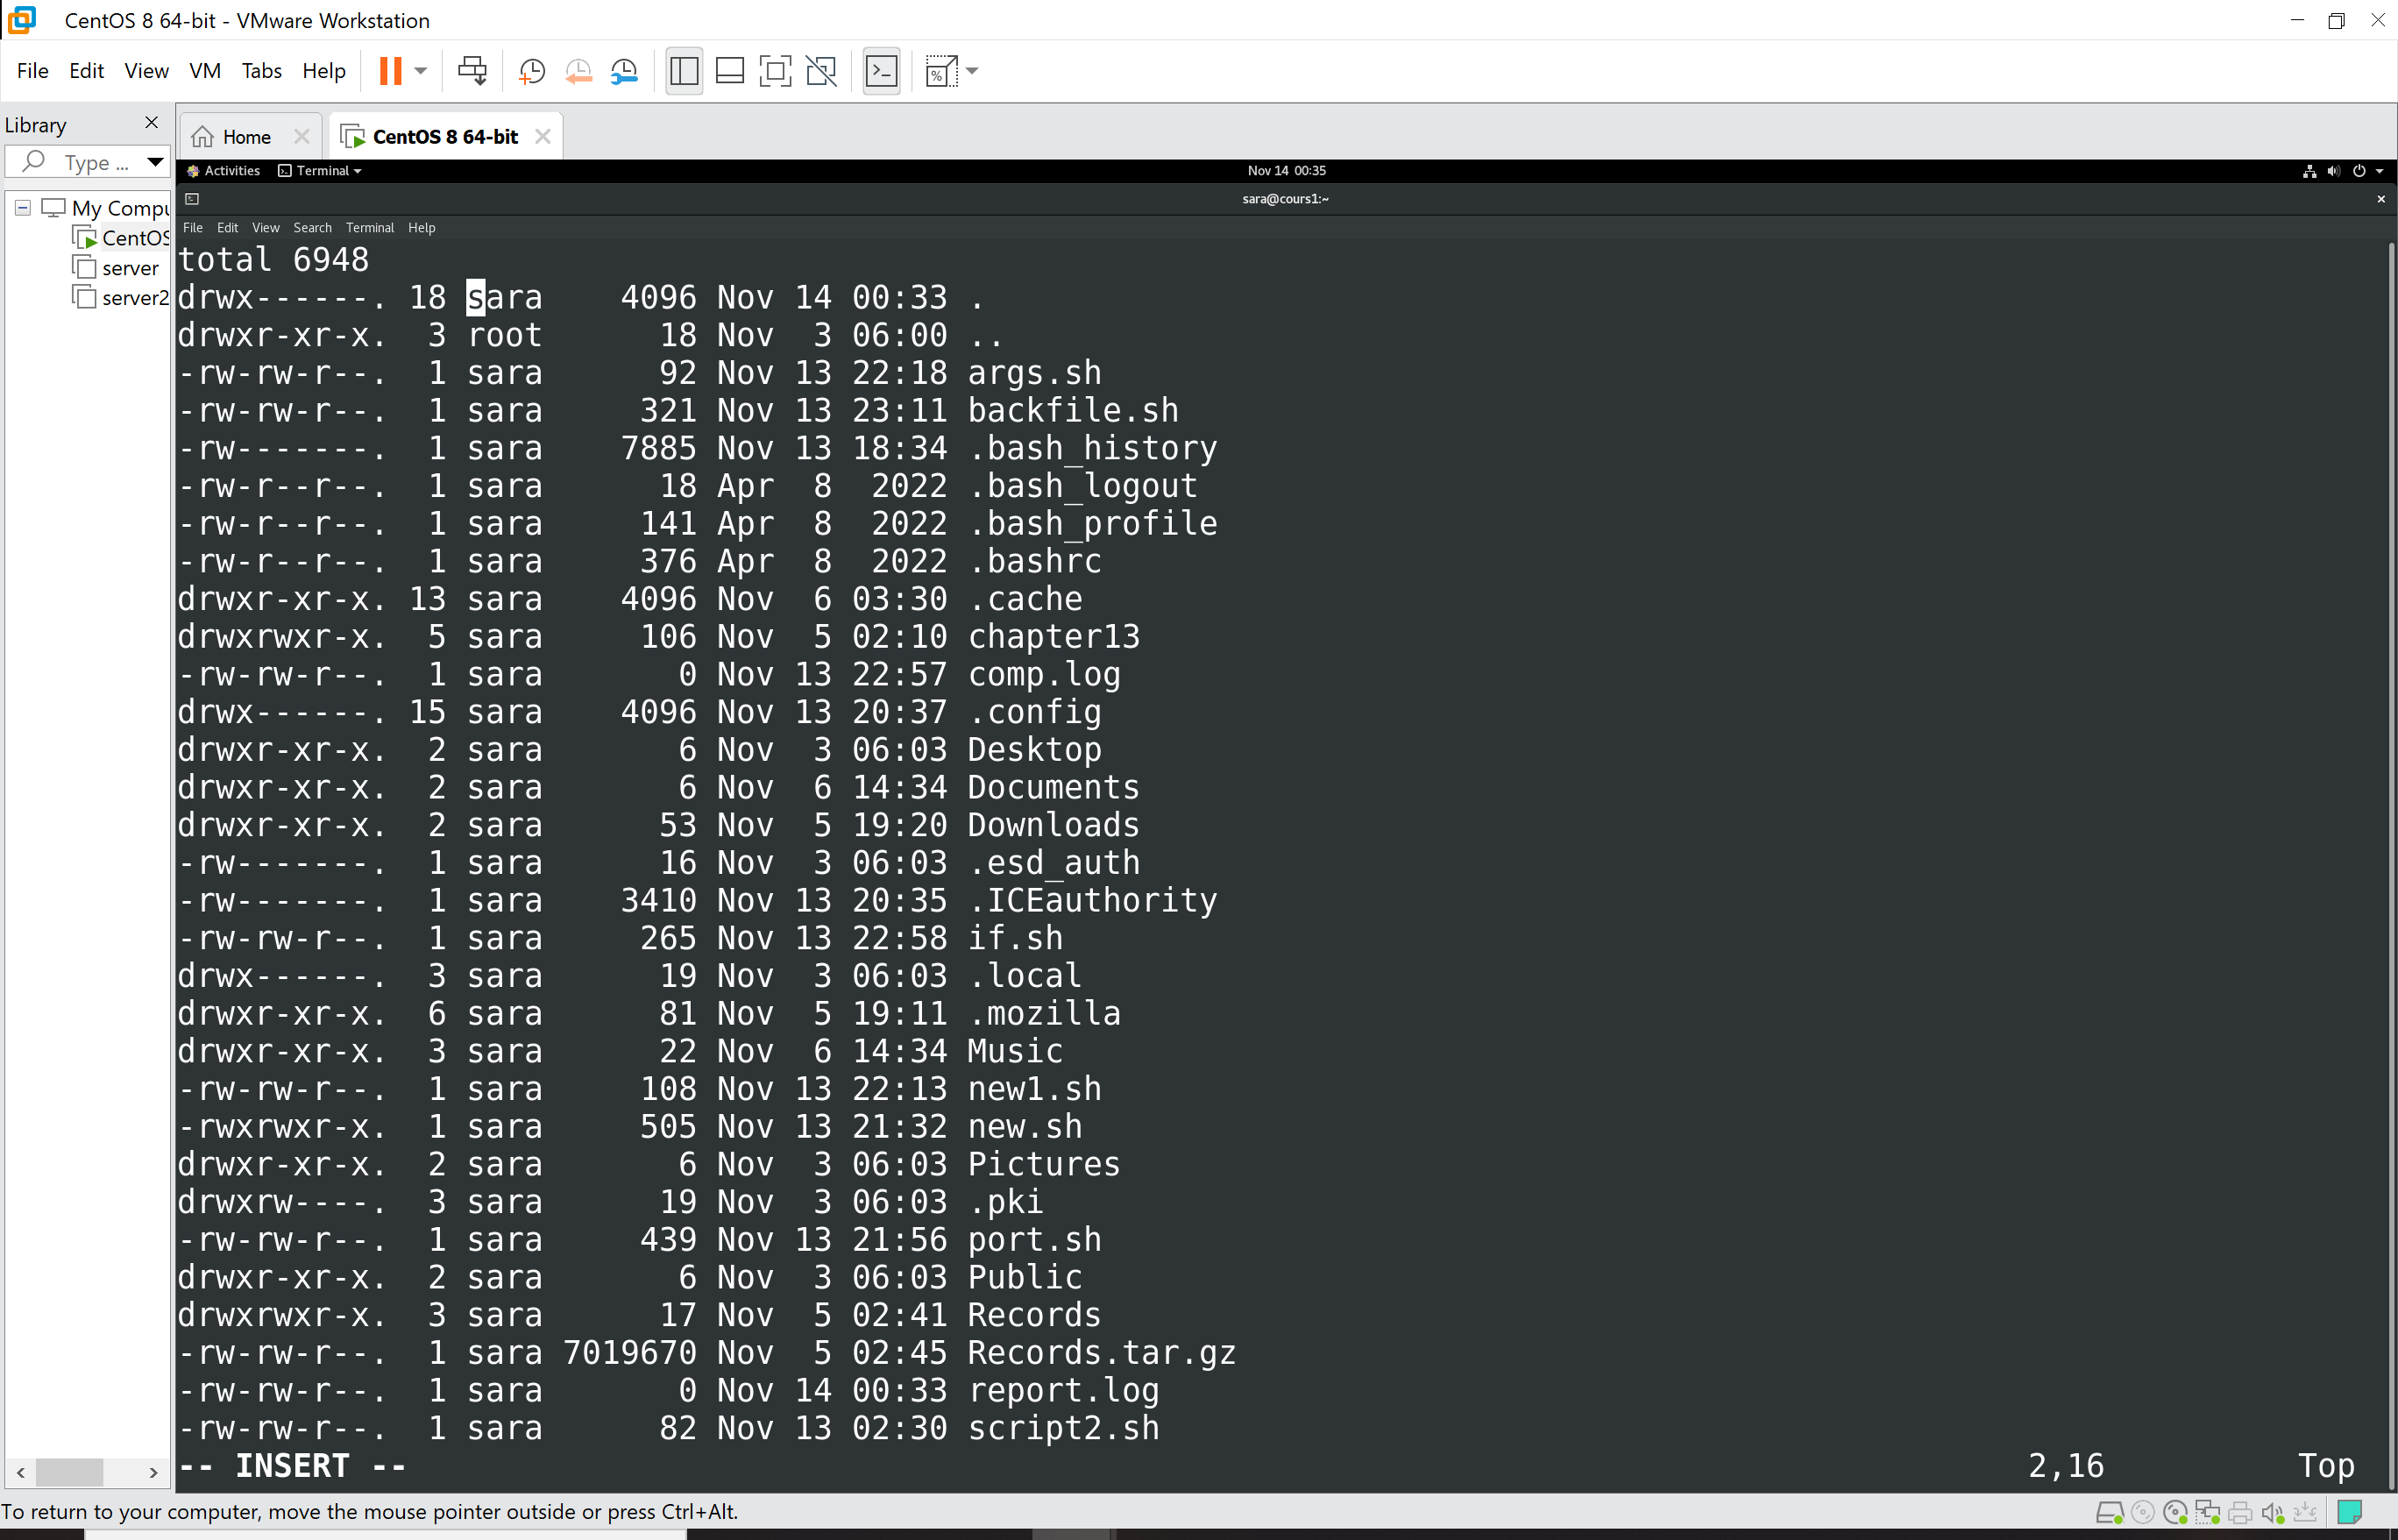 CentOS 8 64-bit - VMware Workstation
File Edit View VM Tabs Help
Library
Home
CentOS 8 64-bit
Type ...
Activities Terminal Nov 14 00:35
sara@cours1:~
My Compu
CentOS
server
server2
File Edit View Search Terminal Help
total 6948
drwx------. 18 sara    4096 Nov 14 00:33 .
drwxr-xr-x.  3 root      18 Nov  3 06:00 ..
-rw-rw-r--.  1 sara      92 Nov 13 22:18 args.sh
-rw-rw-r--.  1 sara     321 Nov 13 23:11 backfile.sh
-rw-------.  1 sara    7885 Nov 13 18:34 .bash_history
-rw-r--r--.  1 sara      18 Apr  8  2022 .bash_logout
-rw-r--r--.  1 sara     141 Apr  8  2022 .bash_profile
-rw-r--r--.  1 sara     376 Apr  8  2022 .bashrc
drwxr-xr-x. 13 sara    4096 Nov  6 03:30 .cache
drwxrwxr-x.  5 sara     106 Nov  5 02:10 chapter13
-rw-rw-r--.  1 sara       0 Nov 13 22:57 comp.log
drwx------. 15 sara    4096 Nov 13 20:37 .config
drwxr-xr-x.  2 sara       6 Nov  3 06:03 Desktop
drwxr-xr-x.  2 sara       6 Nov  6 14:34 Documents
drwxr-xr-x.  2 sara      53 Nov  5 19:20 Downloads
-rw-------.  1 sara      16 Nov  3 06:03 .esd_auth
-rw-------.  1 sara    3410 Nov 13 20:35 .ICEauthority
-rw-rw-r--.  1 sara     265 Nov 13 22:58 if.sh
drwx------.  3 sara      19 Nov  3 06:03 .local
drwxr-xr-x.  6 sara      81 Nov  5 19:11 .mozilla
drwxr-xr-x.  3 sara      22 Nov  6 14:34 Music
-rw-rw-r--.  1 sara     108 Nov 13 22:13 new1.sh
-rwxrwxr-x.  1 sara     505 Nov 13 21:32 new.sh
drwxr-xr-x.  2 sara       6 Nov  3 06:03 Pictures
drwxrw----.  3 sara      19 Nov  3 06:03 .pki
-rw-rw-r--.  1 sara     439 Nov 13 21:56 port.sh
drwxr-xr-x.  2 sara       6 Nov  3 06:03 Public
drwxrwxr-x.  3 sara      17 Nov  5 02:41 Records
-rw-rw-r--.  1 sara 7019670 Nov  5 02:45 Records.tar.gz
-rw-rw-r--.  1 sara       0 Nov 14 00:33 report.log
-rw-rw-r--.  1 sara      82 Nov 13 02:30 script2.sh
-- INSERT -- 2,16 Top
To return to your computer, move the mouse pointer outside or press Ctrl+Alt.